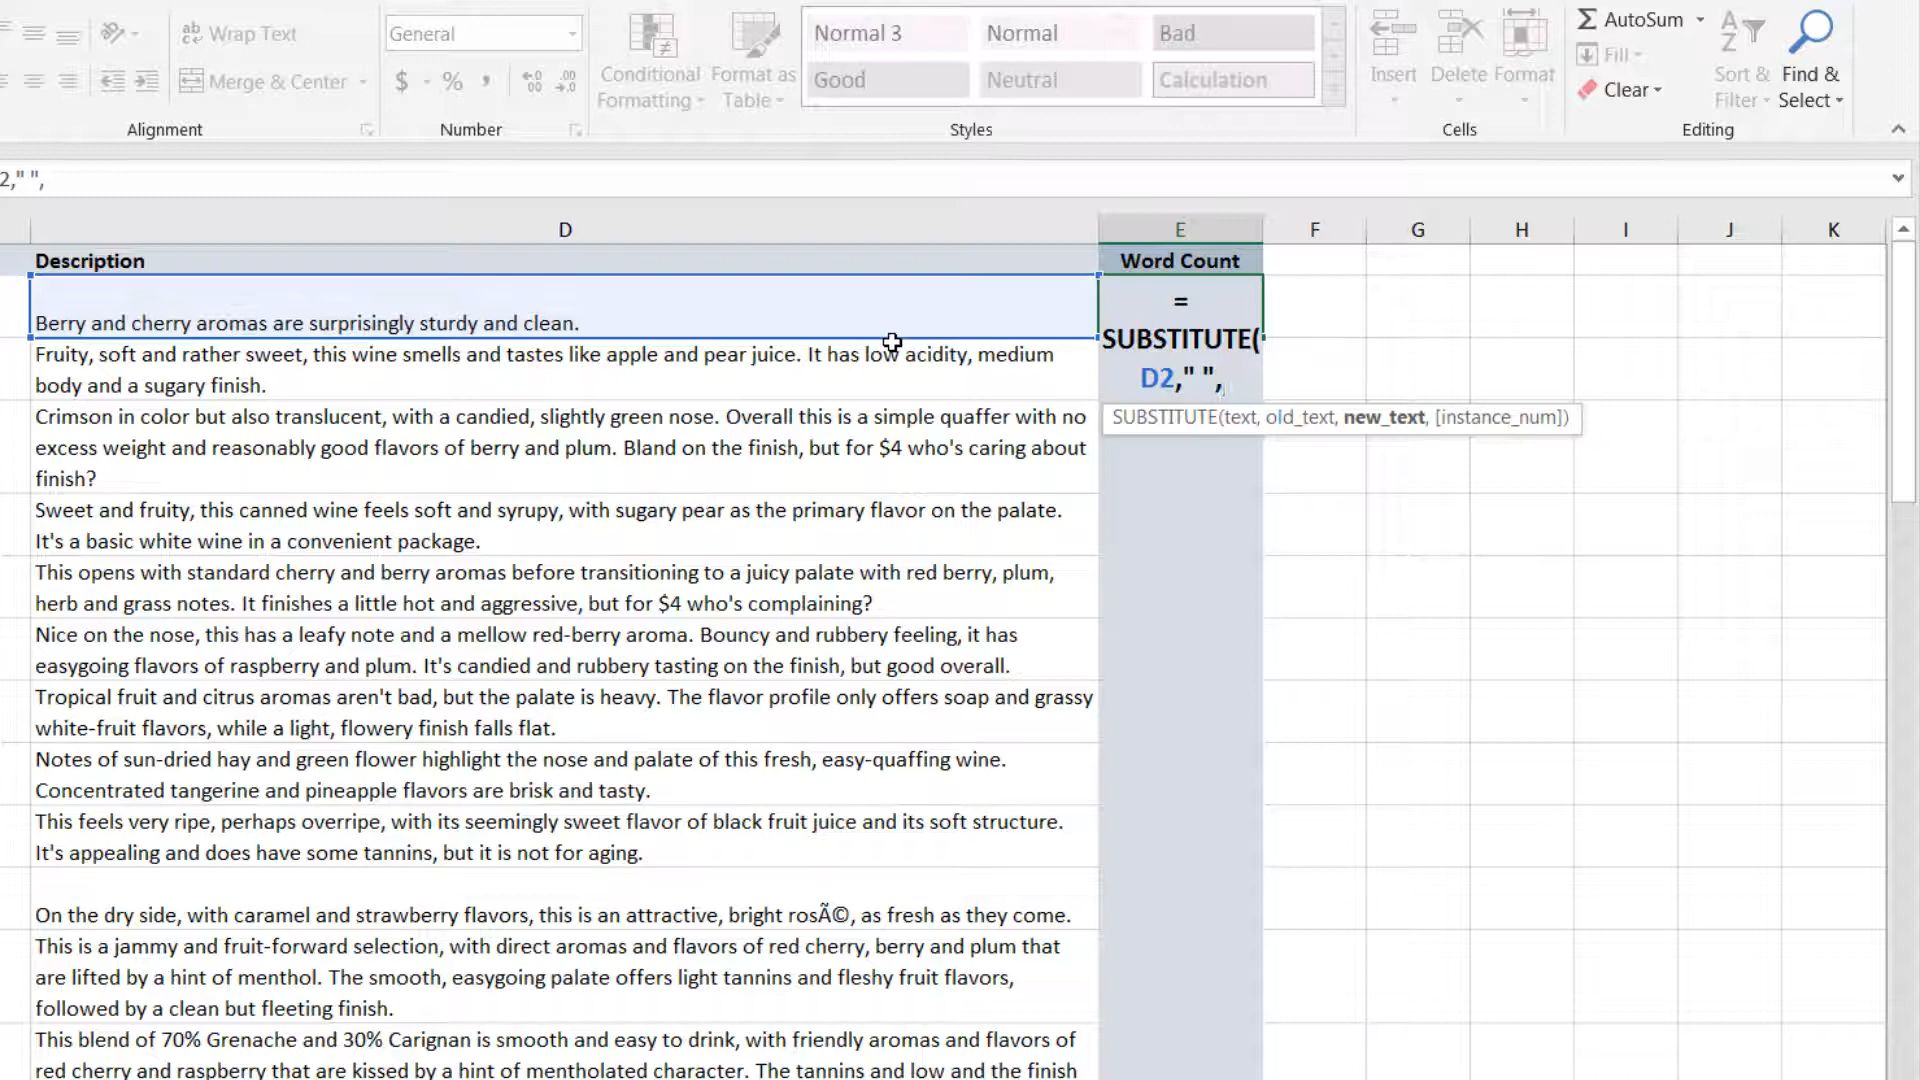 ab Wrap Text
General
Merge & Center
$ % , .00 .0
Alignment
Number
Conditional Formatting
Format as Table
Normal 3
Normal
Bad
Good
Neutral
Calculation
Styles
Insert
Delete
Format
Cells
Σ AutoSum
Fill
Clear
Sort & Filter
Find & Select
Editing
2," ",
D E F G H I J K
Description
Word Count
Berry and cherry aromas are surprisingly sturdy and clean.
=
SUBSTITUTE(
D2," ",
SUBSTITUTE(text, old_text, new_text, [instance_num])
Fruity, soft and rather sweet, this wine smells and tastes like apple and pear juice. It has low acidity, medium
body and a sugary finish.
Crimson in color but also translucent, with a candied, slightly green nose. Overall this is a simple quaffer with no
excess weight and reasonably good flavors of berry and plum. Bland on the finish, but for $4 who's caring about
finish?
Sweet and fruity, this canned wine feels soft and syrupy, with sugary pear as the primary flavor on the palate.
It's a basic white wine in a convenient package.
This opens with standard cherry and berry aromas before transitioning to a juicy palate with red berry, plum,
herb and grass notes. It finishes a little hot and aggressive, but for $4 who's complaining?
Nice on the nose, this has a leafy note and a mellow red-berry aroma. Bouncy and rubbery feeling, it has
easygoing flavors of raspberry and plum. It's candied and rubbery tasting on the finish, but good overall.
Tropical fruit and citrus aromas aren't bad, but the palate is heavy. The flavor profile only offers soap and grassy
white-fruit flavors, while a light, flowery finish falls flat.
Notes of sun-dried hay and green flower highlight the nose and palate of this fresh, easy-quaffing wine.
Concentrated tangerine and pineapple flavors are brisk and tasty.
This feels very ripe, perhaps overripe, with its seemingly sweet flavor of black fruit juice and its soft structure.
It's appealing and does have some tannins, but it is not for aging.
On the dry side, with caramel and strawberry flavors, this is an attractive, bright rosÃ©, as fresh as they come.
This is a jammy and fruit-forward selection, with direct aromas and flavors of red cherry, berry and plum that
are lifted by a hint of menthol. The smooth, easygoing palate offers light tannins and fleshy fruit flavors,
followed by a clean but fleeting finish.
This blend of 70% Grenache and 30% Carignan is smooth and easy to drink, with friendly aromas and flavors of
red cherry and raspberry that are kissed by a hint of mentholated character. The tannins and low and the finish